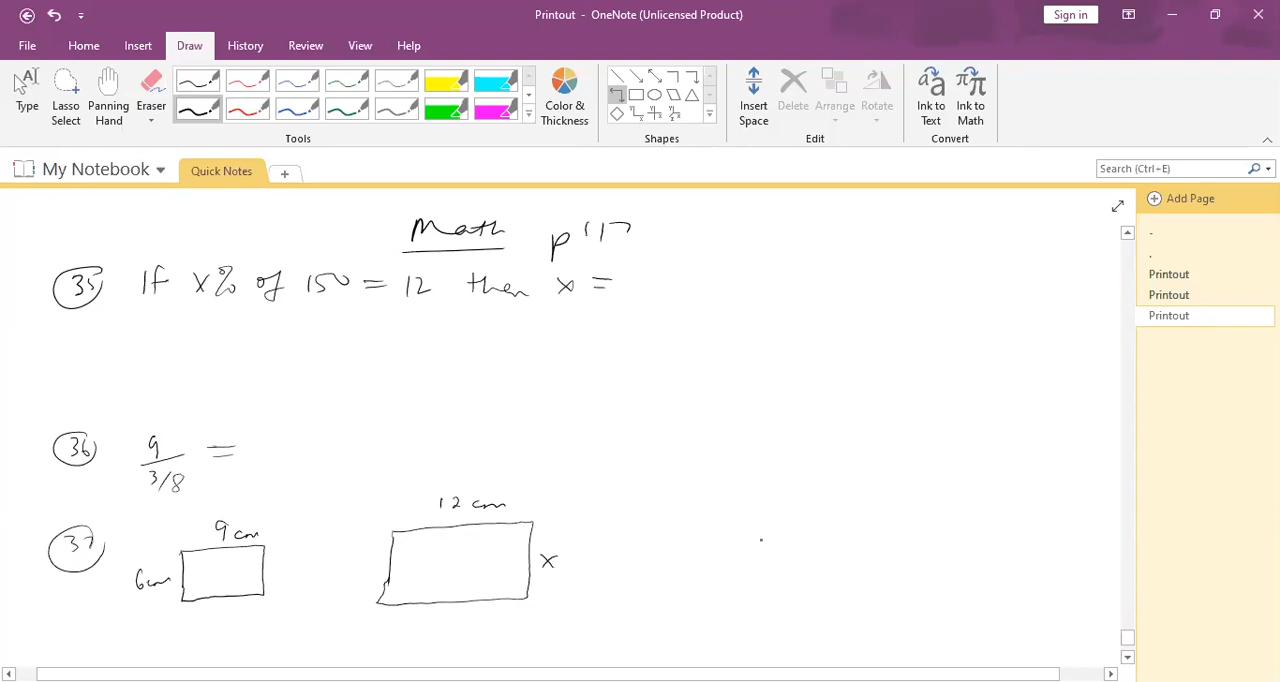 Printout - OneNote (Unlicensed Product)
Sign in
File Home Insert Draw History Review View Help
Type
Lasso Select
Panning Hand
Eraser
Color & Thickness
Insert Space
Delete
Arrange
Rotate
Ink to Text
Ink to Math
Tools
Shapes
Edit
Convert
My Notebook
Quick Notes
Search (Ctrl+E)
Add Page
-
.
Printout
Printout
Printout
Math
35 If x% of 150 = 12 then x =
36 9 / 3/8 =
12 cm
37 9 cm
6 cm
x